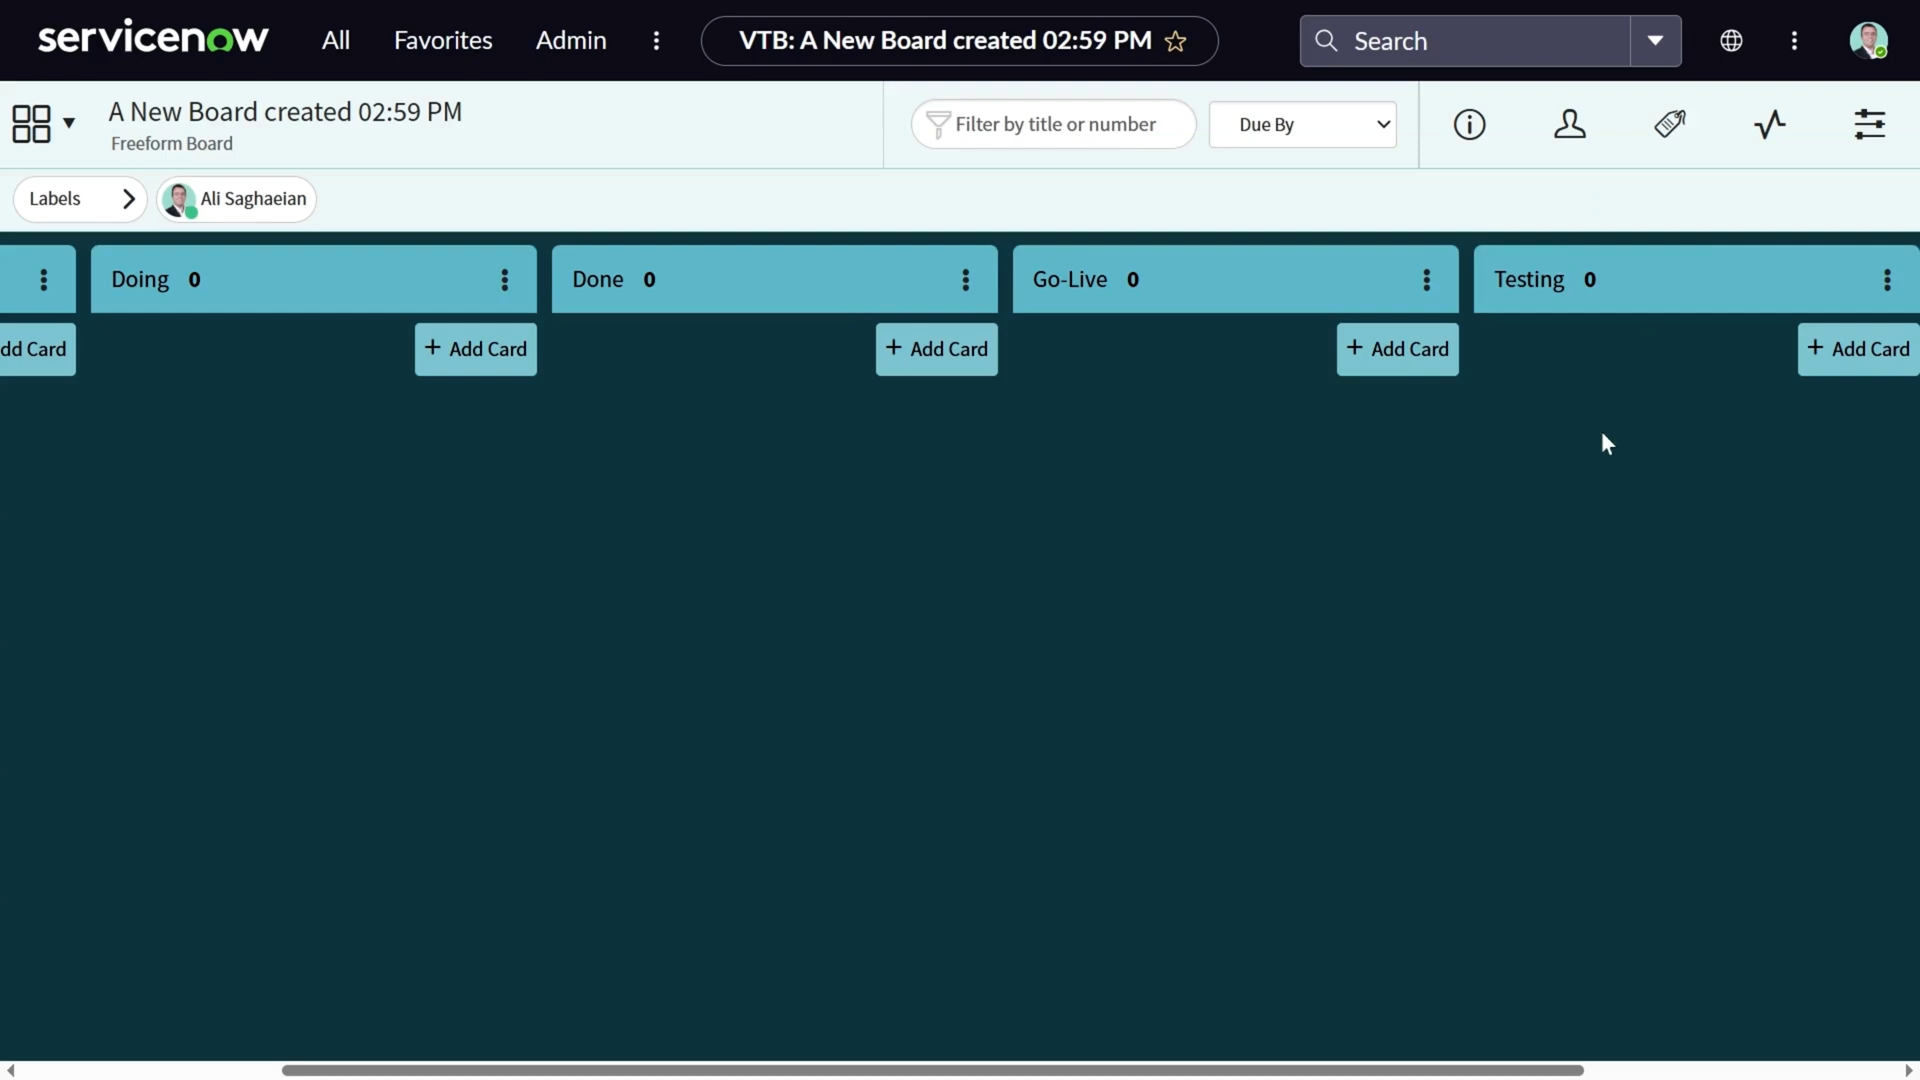 servicenow All Favorites Admin VTB: A New Board created 02:59 PM Search
A New Board created 02:59 PM
Freeform Board
Filter by title or number Due By
Labels Ali Saghaeian
Doing 0 Done 0 Go-Live 0 Testing 0
dd Card + Add Card + Add Card + Add Card + Add Card